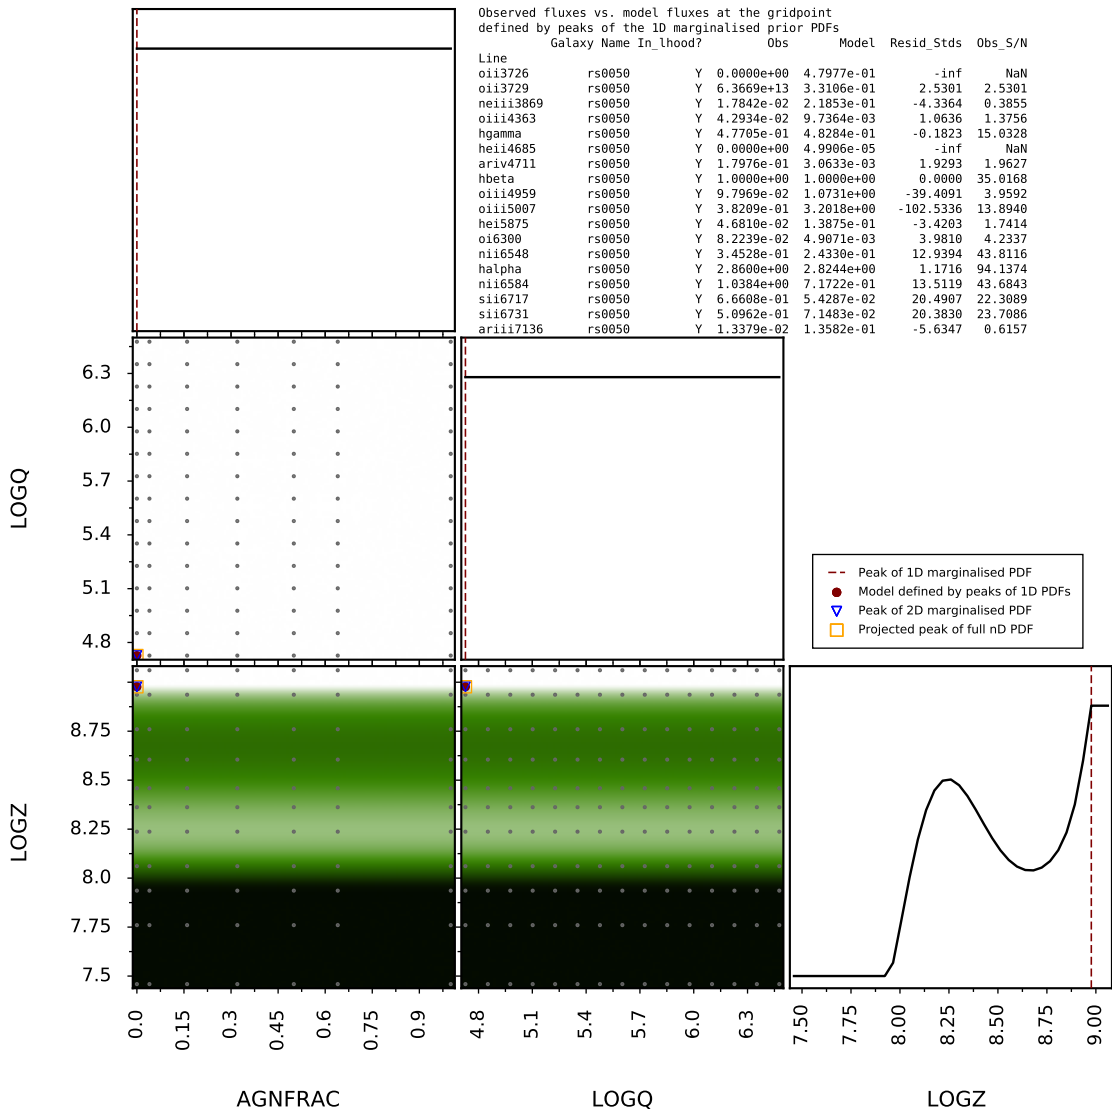 Observed fluxes vs. model fluxes at the gridpoint
defined by peaks of the 1D marginalised prior PDFs
Galaxy Name In_lhood? Obs Model Resid_Stds Obs_S/N
Line
oii3726 rs0050 Y 0.0000e+00 4.7977e-01 -inf NaN
oii3729 rs0050 Y 6.3669e+13 3.3106e-01 2.5301 2.5301
neiii3869 rs0050 Y 1.7842e-02 2.1853e-01 -4.3364 0.3855
oiii4363 rs0050 Y 4.2934e-02 9.7364e-03 1.0636 1.3756
hgamma rs0050 Y 4.7705e-01 4.8284e-01 -0.1823 15.0328
heii4685 rs0050 Y 0.0000e+00 4.9906e-05 -inf NaN
ariv4711 rs0050 Y 1.7976e-01 3.0633e-03 1.9293 1.9627
hbeta rs0050 Y 1.0000e+00 1.0000e+00 0.0000 35.0168
oiii4959 rs0050 Y 9.7969e-02 1.0731e+00 -39.4091 3.9592
oiii5007 rs0050 Y 3.8209e-01 3.2018e+00 -102.5336 13.8940
hei5875 rs0050 Y 4.6810e-02 1.3875e-01 -3.4203 1.7414
oi6300 rs0050 Y 8.2239e-02 4.9071e-03 3.9810 4.2337
nii6548 rs0050 Y 3.4528e-01 2.4330e-01 12.9394 43.8116
halpha rs0050 Y 2.8600e+00 2.8244e+00 1.1716 94.1374
nii6584 rs0050 Y 1.0384e+00 7.1722e-01 13.5119 43.6843
sii6717 rs0050 Y 6.6608e-01 5.4287e-02 20.4907 22.3089
sii6731 rs0050 Y 5.0962e-01 7.1483e-02 20.3830 23.7086
ariii7136 rs0050 Y 1.3379e-02 1.3582e-01 -5.6347 0.6157
6.3
6.0
5.7
5.4
5.1
4.8
LOGQ
Peak of 1D marginalised PDF
Model defined by peaks of 1D PDFs
Peak of 2D marginalised PDF
Projected peak of full nD PDF
8.75
8.5
8.25
8.0
7.75
7.5
LOGZ
0.0 0.15 0.3 0.45 0.6 0.75 0.9
4.8 5.1 5.4 5.7 6.0 6.3
7.50 7.75 8.00 8.25 8.50 8.75 9.00
AGNFRAC LOGQ LOGZ